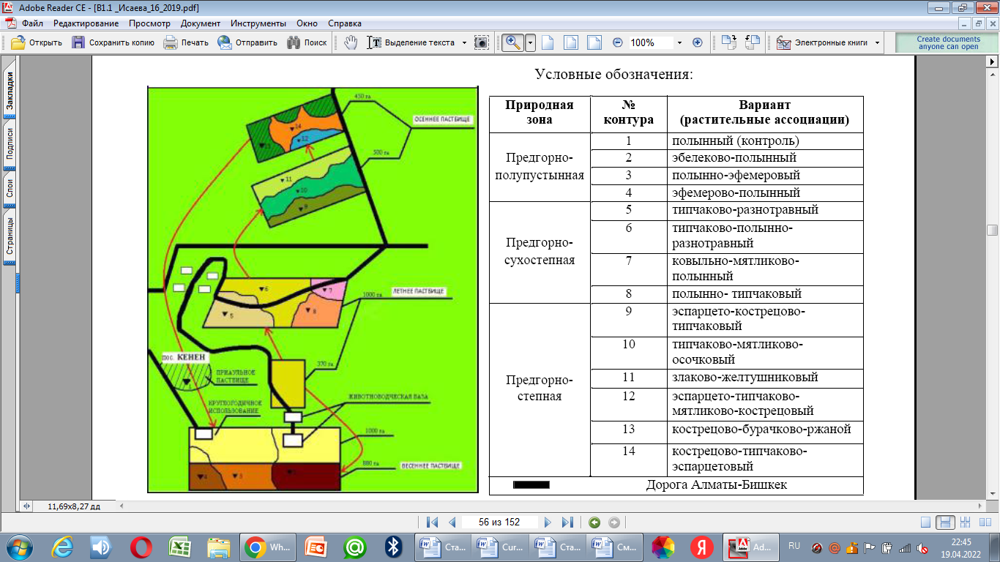 Adobe Reader CE - [B1.1 _Исаева_16_2019.pdf]
Файл Редактирование Просмотр Документ Инструменты Окно Справка
Открыть Сохранить копию Печать Отправить Поиск Выделение текста 100% Электронные книги
Create documents
anyone can open
Закладки
Подписи
Слои
Страницы
Условные обозначения:
450 га
ОСЕННЕЕ ПАСТБИЩЕ
500 га
14
12
13
11
10
9
6
7
5
8
1000 га
ЛЕТНЕЕ ПАСТБИЩЕ
370 га
пос. КЕНЕН
ПРИАУЛЬНОЕ
ПАСТБИЩЕ
КРУГЛОГОДИЧНОЕ
ИСПОЛЬЗОВАНИЕ
ЖИВОТНОВОДЧЕСКАЯ БАЗА
1000 га
880 га
ВЕСЕННЕЕ ПАСТБИЩЕ
4
3
Природная
зона
№
контура
Вариант
(растительные ассоциации)
Предгорно-
полупустынная
1 полынный (контроль)
2 эбелеково-полынный
3 полынно-эфемеровый
4 эфемерово-полынный
Предгорно-
сухостепная
5 типчаково-разнотравный
6 типчаково-полынно-
разнотравный
7 ковыльно-мятликово-
полынный
8 полынно- типчаковый
Предгорно-
степная
9 эспарцето-кострецово-
типчаковый
10 типчаково-мятликово-
осочковый
11 злаково-желтушниковый
12 эспарцето-типчаково-
мятликово-кострецовый
13 кострецово-бурачково-ржаной
14 кострецово-типчаково-
эспарцетовый
Дорога Алматы-Бишкек
11,69x8,27 дд
56 из 152
Wh...
Ста...
Cur...
Ста...
См...
Ad...
RU
22:45
19.04.2022